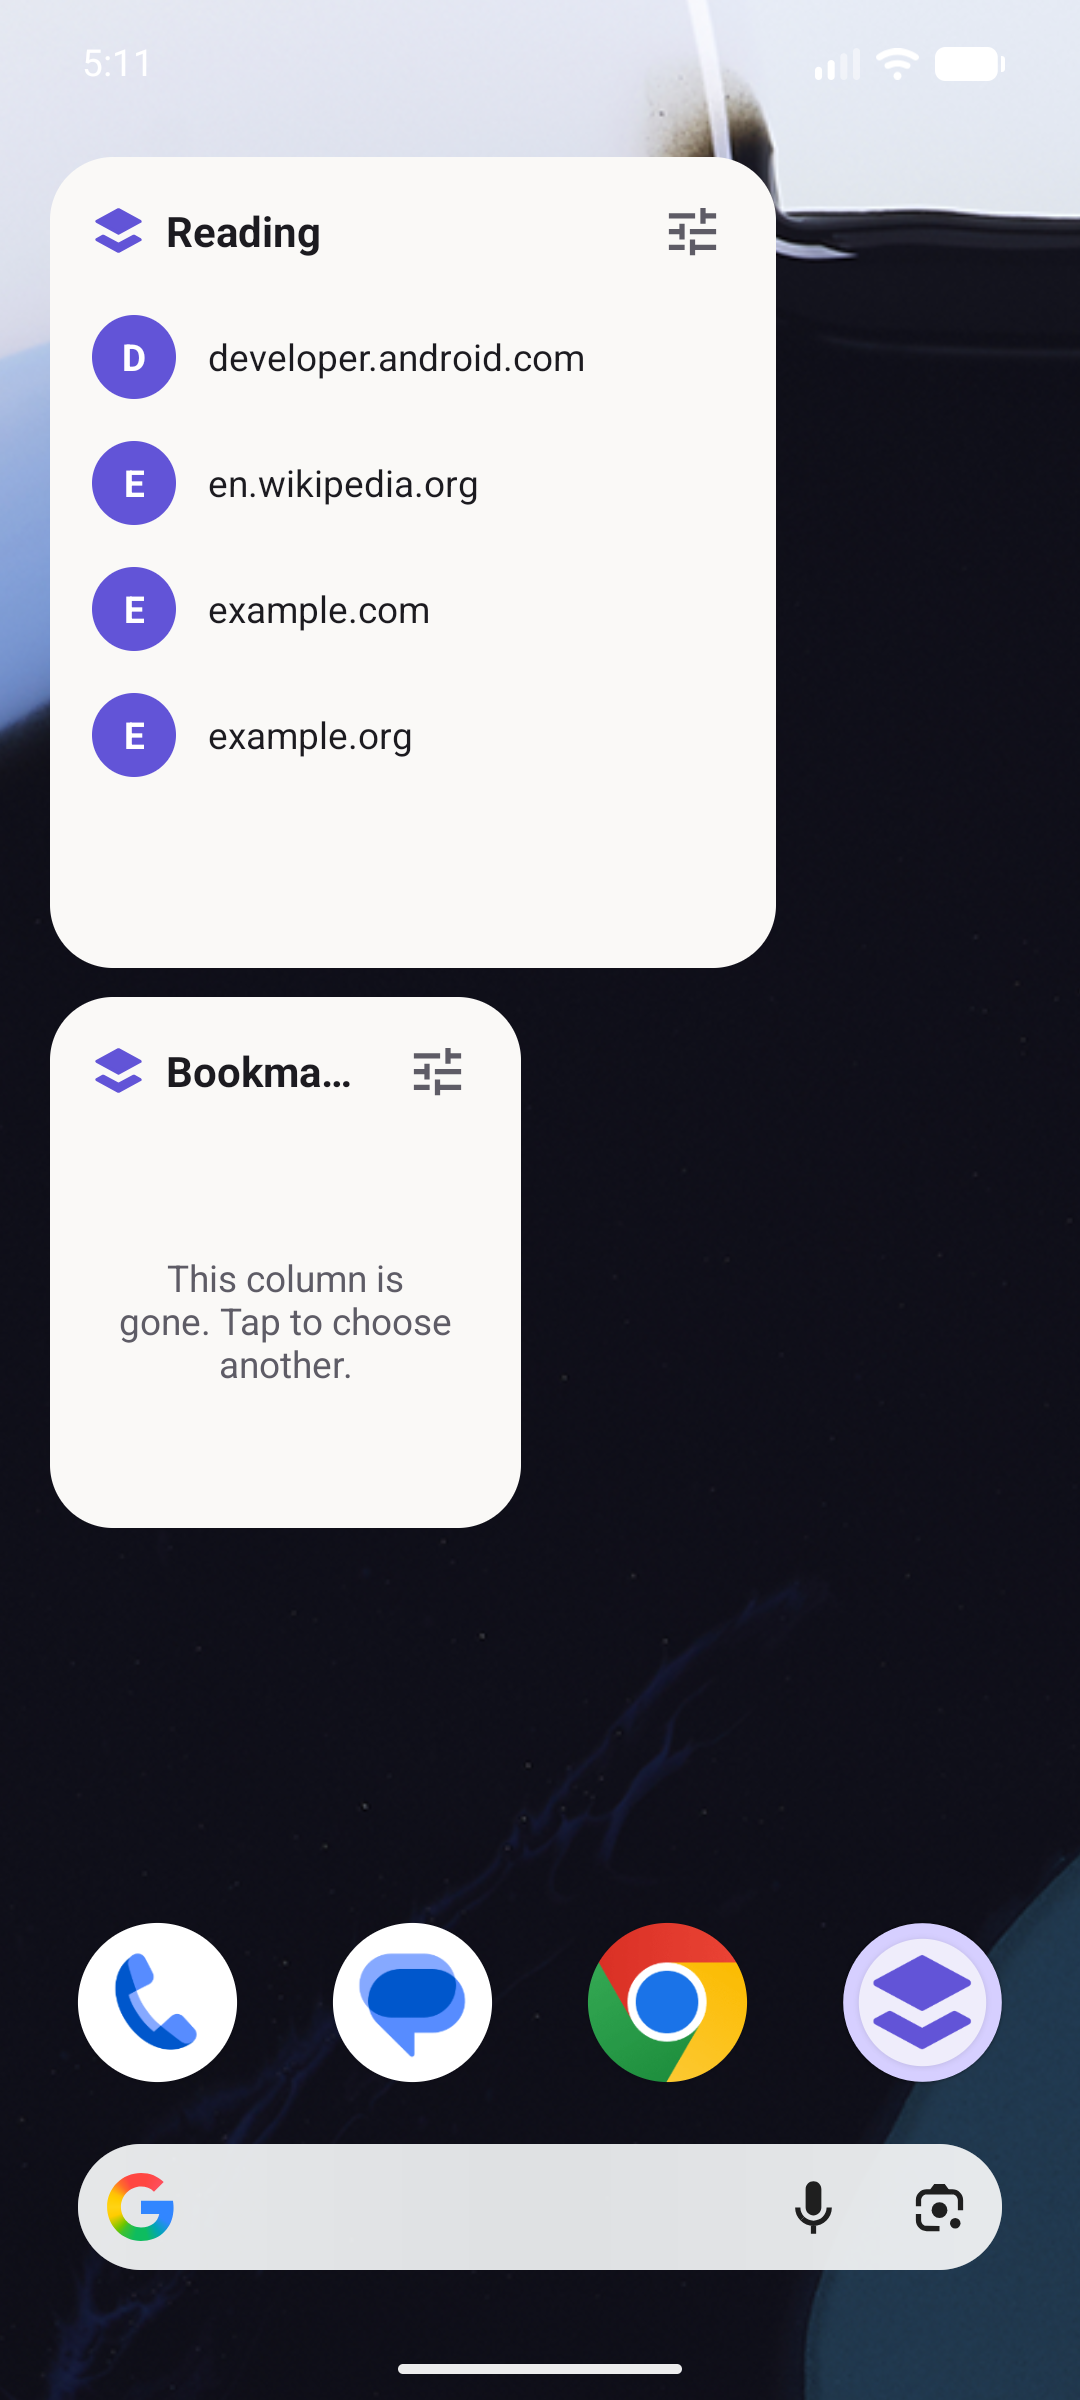 5:11
Reading
D developer.android.com
E en.wikipedia.org
E example.com
E example.org
Bookma...
This column is
gone. Tap to choose
another.